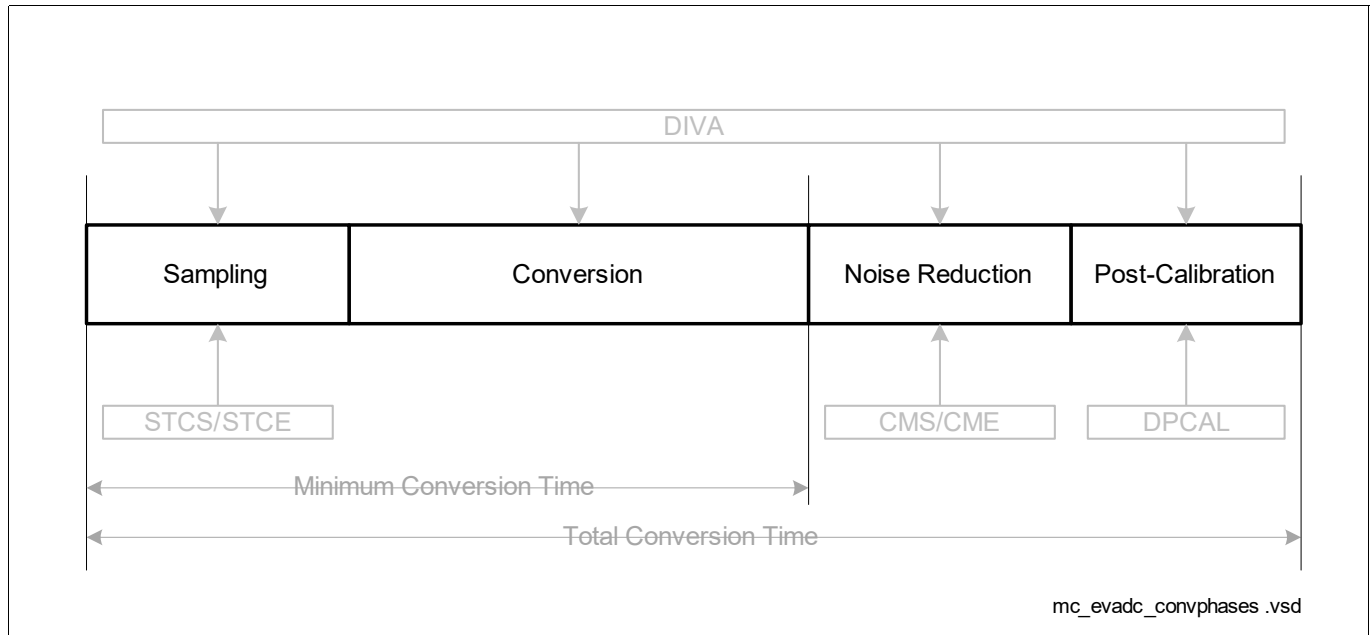 DIVA
Sampling
Conversion
Noise Reduction
Post-Calibration
STCS/STCE
CMS/CME
DPCAL
Minimum Conversion Time
Total Conversion Time
mc_evadc_convphases .vsd